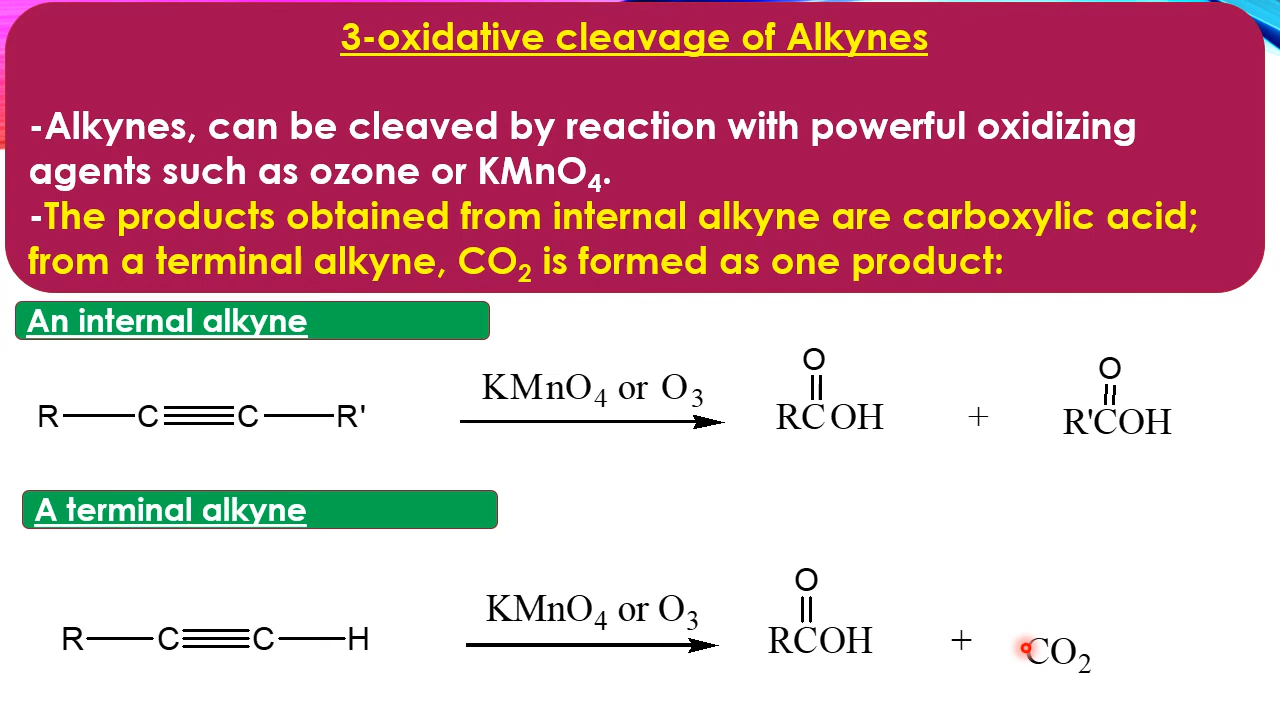 3-oxidative cleavage of Alkynes
-Alkynes, can be cleaved by reaction with powerful oxidizing
agents such as ozone or KMnO₄.
-The products obtained from internal alkyne are carboxylic acid;
from a terminal alkyne, CO₂ is formed as one product:
An internal alkyne
R—C≡C—R' KMnO₄ or O₃ O || RC OH + O || R'COH
A terminal alkyne
R—C≡C—H KMnO₄ or O₃ O || RCOH + CO₂